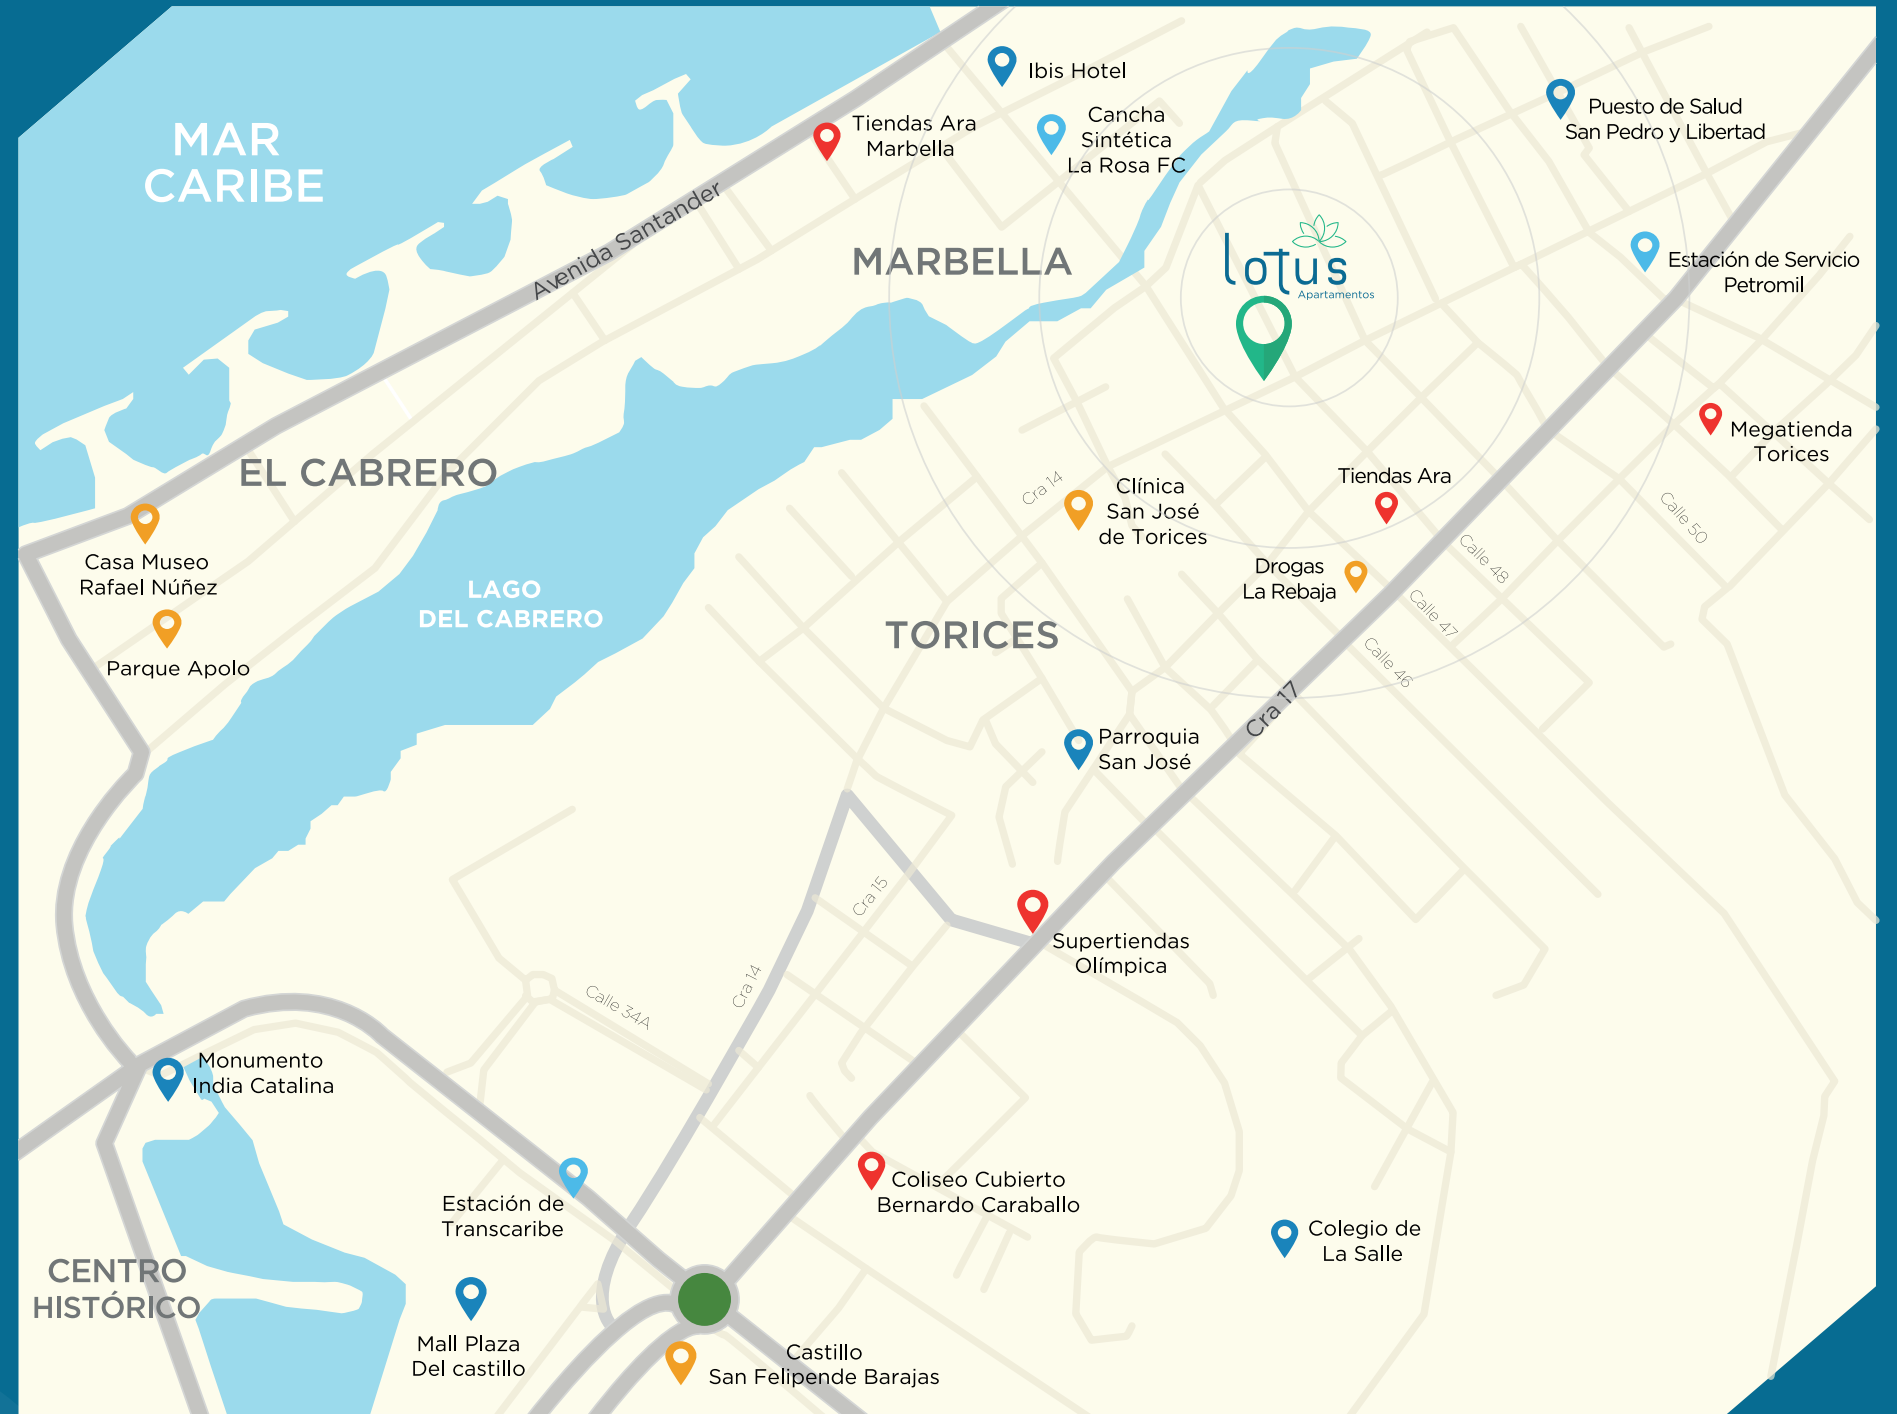 Ibis Hotel
Cancha
Sintética
La Rosa FC
Tiendas Ara
Marbella
Puesto de Salud
San Pedro y Libertad
MAR
CARIBE
Avenida Santander
MARBELLA
lotus
Apartamentos
Estación de Servicio
Petromil
Megatienda
Torices
EL CABRERO
Cra 14
Clínica
San José
de Torices
Tiendas Ara
Calle 50
Casa Museo
Rafael Núñez
LAGO
DEL CABRERO
Drogas
La Rebaja
Calle 48
Calle 47
Calle 46
Parque Apolo
TORICES
Cra 17
Parroquia
San José
Cra 15
Supertiendas
Olímpica
Cra 14
Calle 34A
Monumento
India Catalina
Estación de
Transcaribe
Coliseo Cubierto
Bernardo Caraballo
Colegio de
La Salle
CENTRO
HISTÓRICO
Mall Plaza
Del castillo
Castillo
San Felipende Barajas